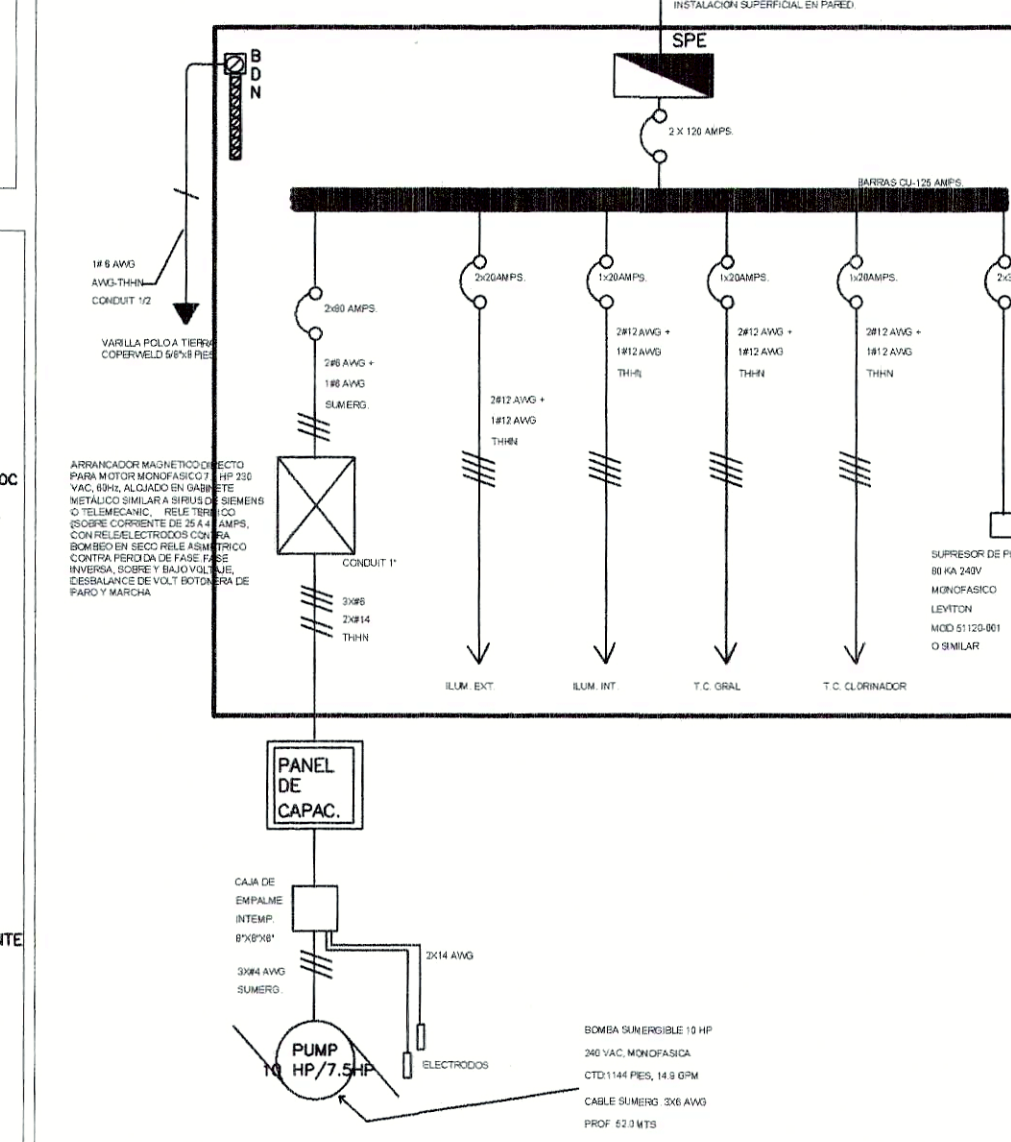 INSTALACION SUPERFICIAL EN PARED.
SPE
B
D
N
2 X 120 AMPS.
BARRAS CU-125 AMPS.
1# 6 AWG
AWG-THHN
CONDUIT 1/2
VARILLA POLO A TIERRA
COPERWELD 5/8"x8 PIES
2x80 AMPS.
2x20AMPS.
1x20AMPS.
1x20AMPS.
1x20AMPS.
2#6 AWG +
1#6 AWG
SUMERG.
2#12 AWG +
1#12 AWG
THHN
2#12 AWG +
1#12 AWG
THHN
2#12 AWG +
1#12 AWG
THHN
2#12 AWG +
1#12 AWG
THHN
OC
ARRANCADOR MAGNETICO DIRECTO
PARA MOTOR MONOFASICO HP 230
VAC, 60Hz, ALOJADO EN GABINETE
METÁLICO SIMILAR A SIRIUS DE SIEMENS
O TELEMECANIC, RELE TERMICO
(SOBRE CORRIENTE DE 25 A AMPS,
CON RELE/ELECTRODOS CONTRA
BOMBEO EN SECO RELE ASIMETRICO
CONTRA PERDIDA DE FASE, FASE
INVERSA, SOBRE Y BAJO VOLTAJE,
DESBALANCE DE VOLT BOTONERA DE
PARO Y MARCHA
CONDUIT 1"
3X#6
2X#14
THHN
SUPRESOR DE
80 KA 240V
MONOFASICO
LEVITON
MOD 51120-001
O SIMILAR
ILUM. EXT.
ILUM. INT.
T.C. GRAL
T.C. CLORINADOR
PANEL
DE
CAPAC.
CAJA DE
EMPALME
INTEMP.
8"X8"X6"
NTE
2X14 AWG
3X#4 AWG
SUMERG.
PUMP
10 HP/7.5HP
ELECTRODOS
BOMBA SUMERGIBLE 10 HP
240 VAC, MONOFASICA
CTD:1144 PIES, 14.9 GPM
CABLE SUMERG. 3X6 AWG
PROF 52.0 MTS